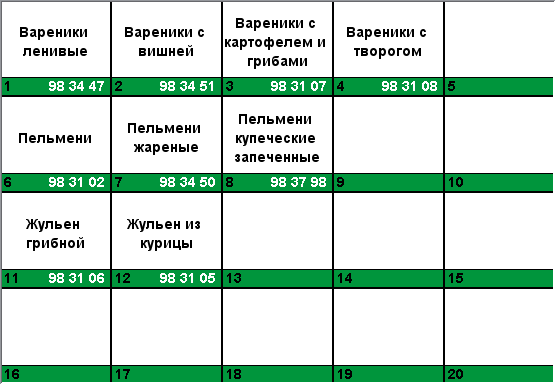 Вареники ленивые
Вареники с вишней
Вареники с картофелем и грибами
Вареники с творогом
1 98 34 47
2 98 34 51
3 98 31 07
4 98 31 08
5
Пельмени
Пельмени жареные
Пельмени купеческие запеченные
6 98 31 02
7 98 34 50
8 98 37 98
9
10
Жульен грибной
Жульен из курицы
11 98 31 06
12 98 31 05
13
14
15
16
17
18
19
20